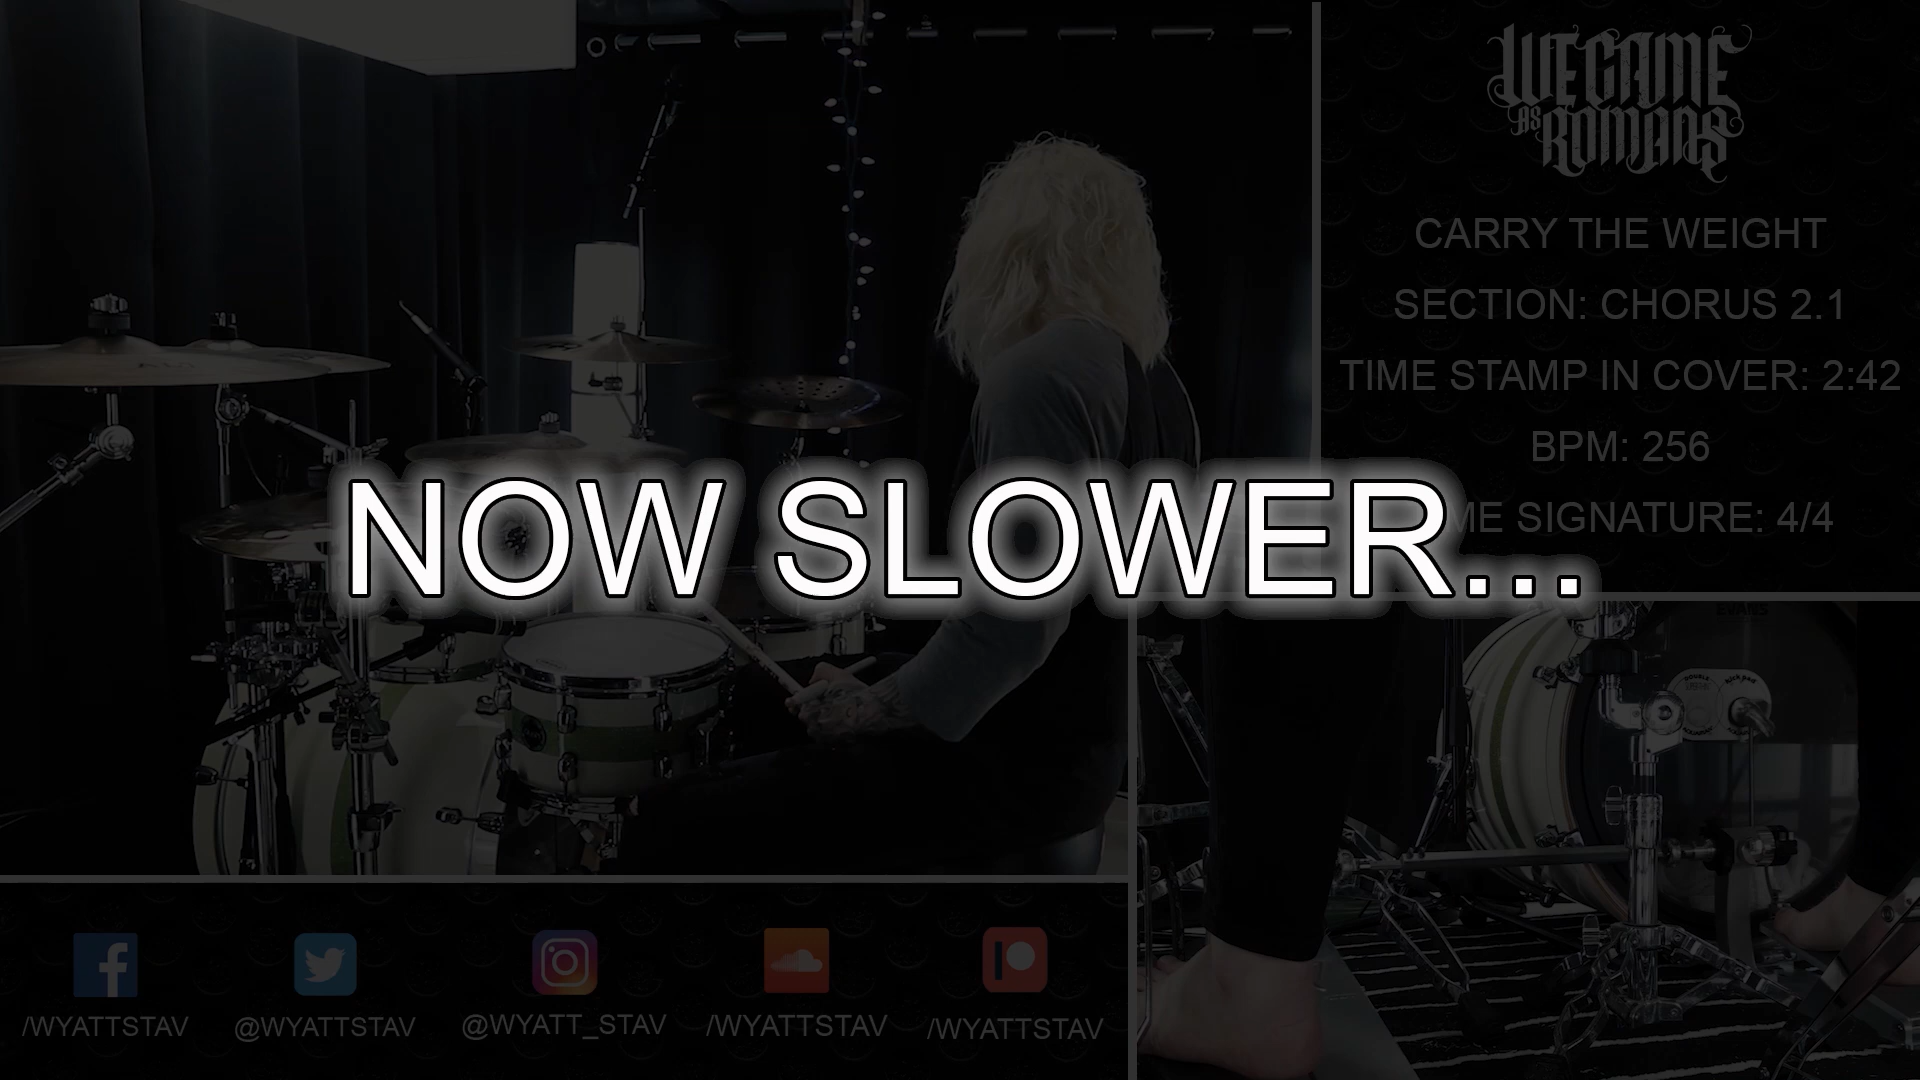 WE CAME
AS ROMANS
CARRY THE WEIGHT
SECTION: CHORUS 2.1
TIME STAMP IN COVER: 2:42
BPM: 256
NOW SLOWER...
ME SIGNATURE: 4/4
EVANS
/WYATTSTAV
@WYATTSTAV
@WYATT_STAV
/WYATTSTAV
/WYATTSTAV